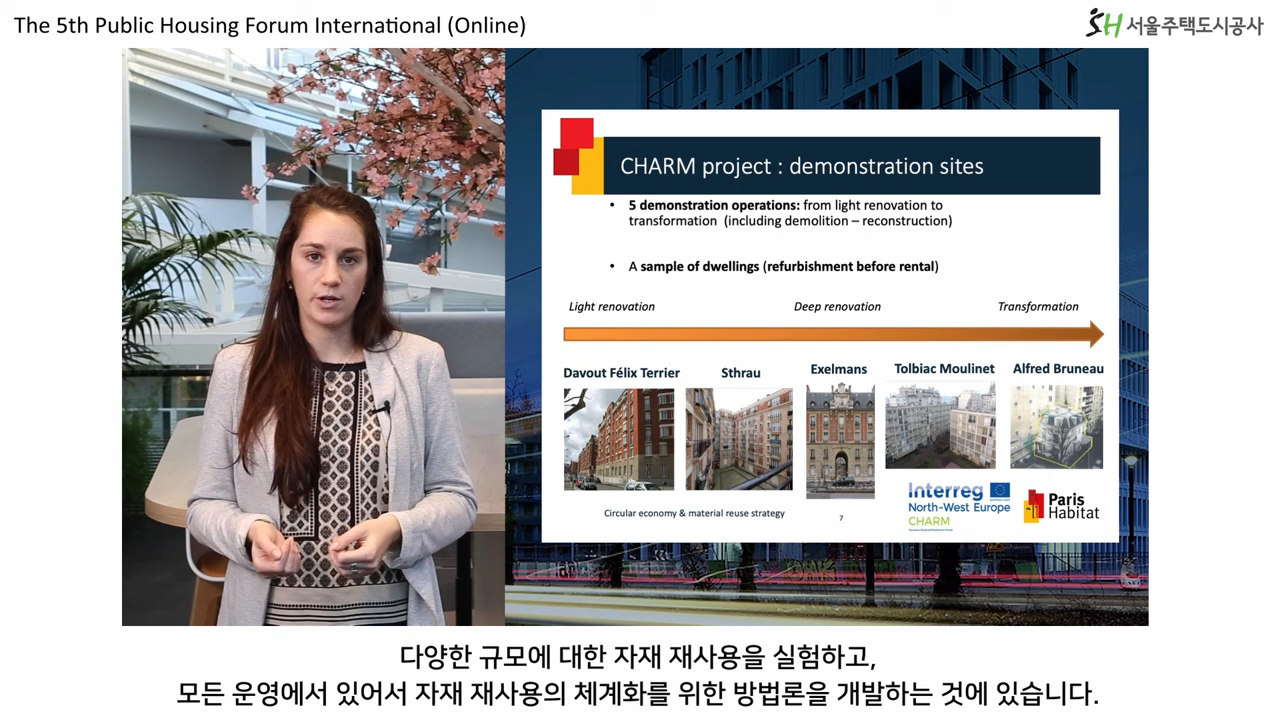 The 5th Public Housing Forum International (Online)
SH 서울주택도시공사
CHARM project : demonstration sites
• 5 demonstration operations: from light renovation to
transformation (including demolition – reconstruction)
• A sample of dwellings (refurbishment before rental)
Light renovation
Deep renovation
Transformation
Davout Félix Terrier
Sthrau
Exelmans
Tolbiac Moulinet
Alfred Bruneau
Interreg
North-West Europe
CHARM
Paris
Habitat
Circular economy & material reuse strategy
7
다양한 규모에 대한 자재 재사용을 실험하고,
모든 운영에서 있어서 자재 재사용의 체계화를 위한 방법론을 개발하는 것에 있습니다.